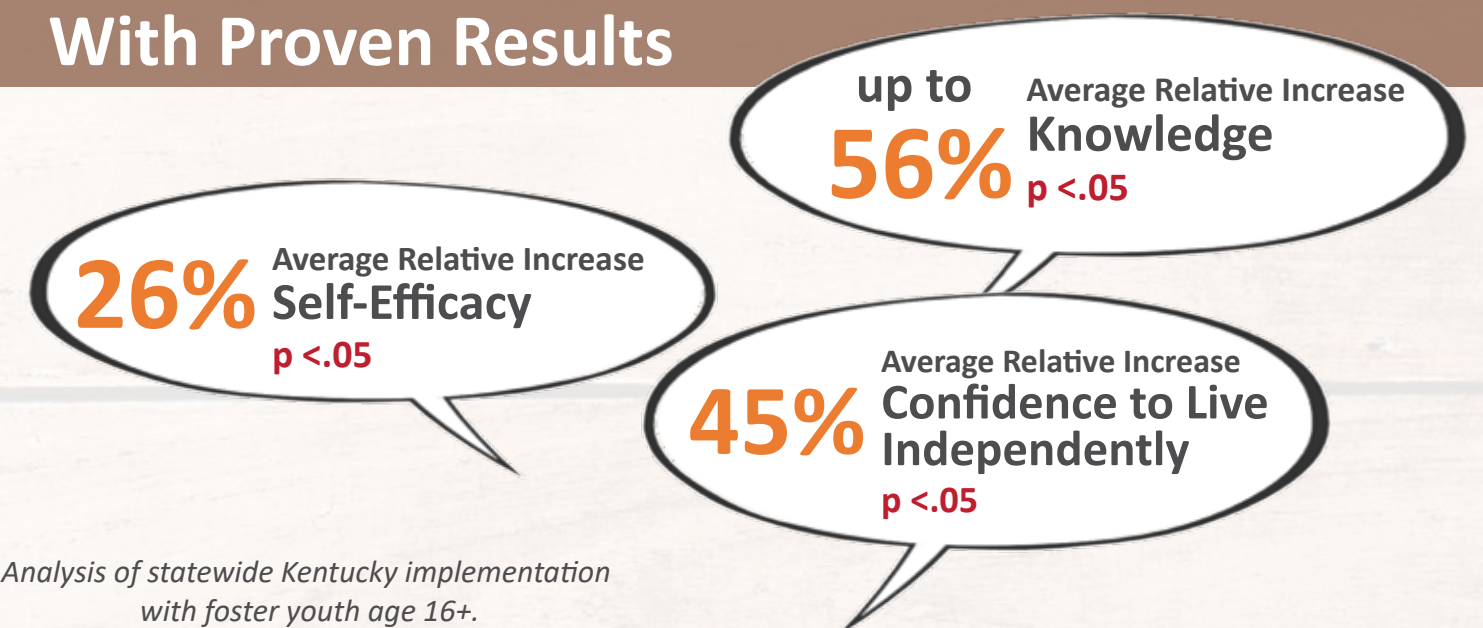 With Proven Results
up to
56%
Average Relative Increase
Knowledge
p <.05
26%
Average Relative Increase
Self-Efficacy
p <.05
45%
Average Relative Increase
Confidence to Live
Independently
p <.05
Analysis of statewide Kentucky implementation
with foster youth age 16+.